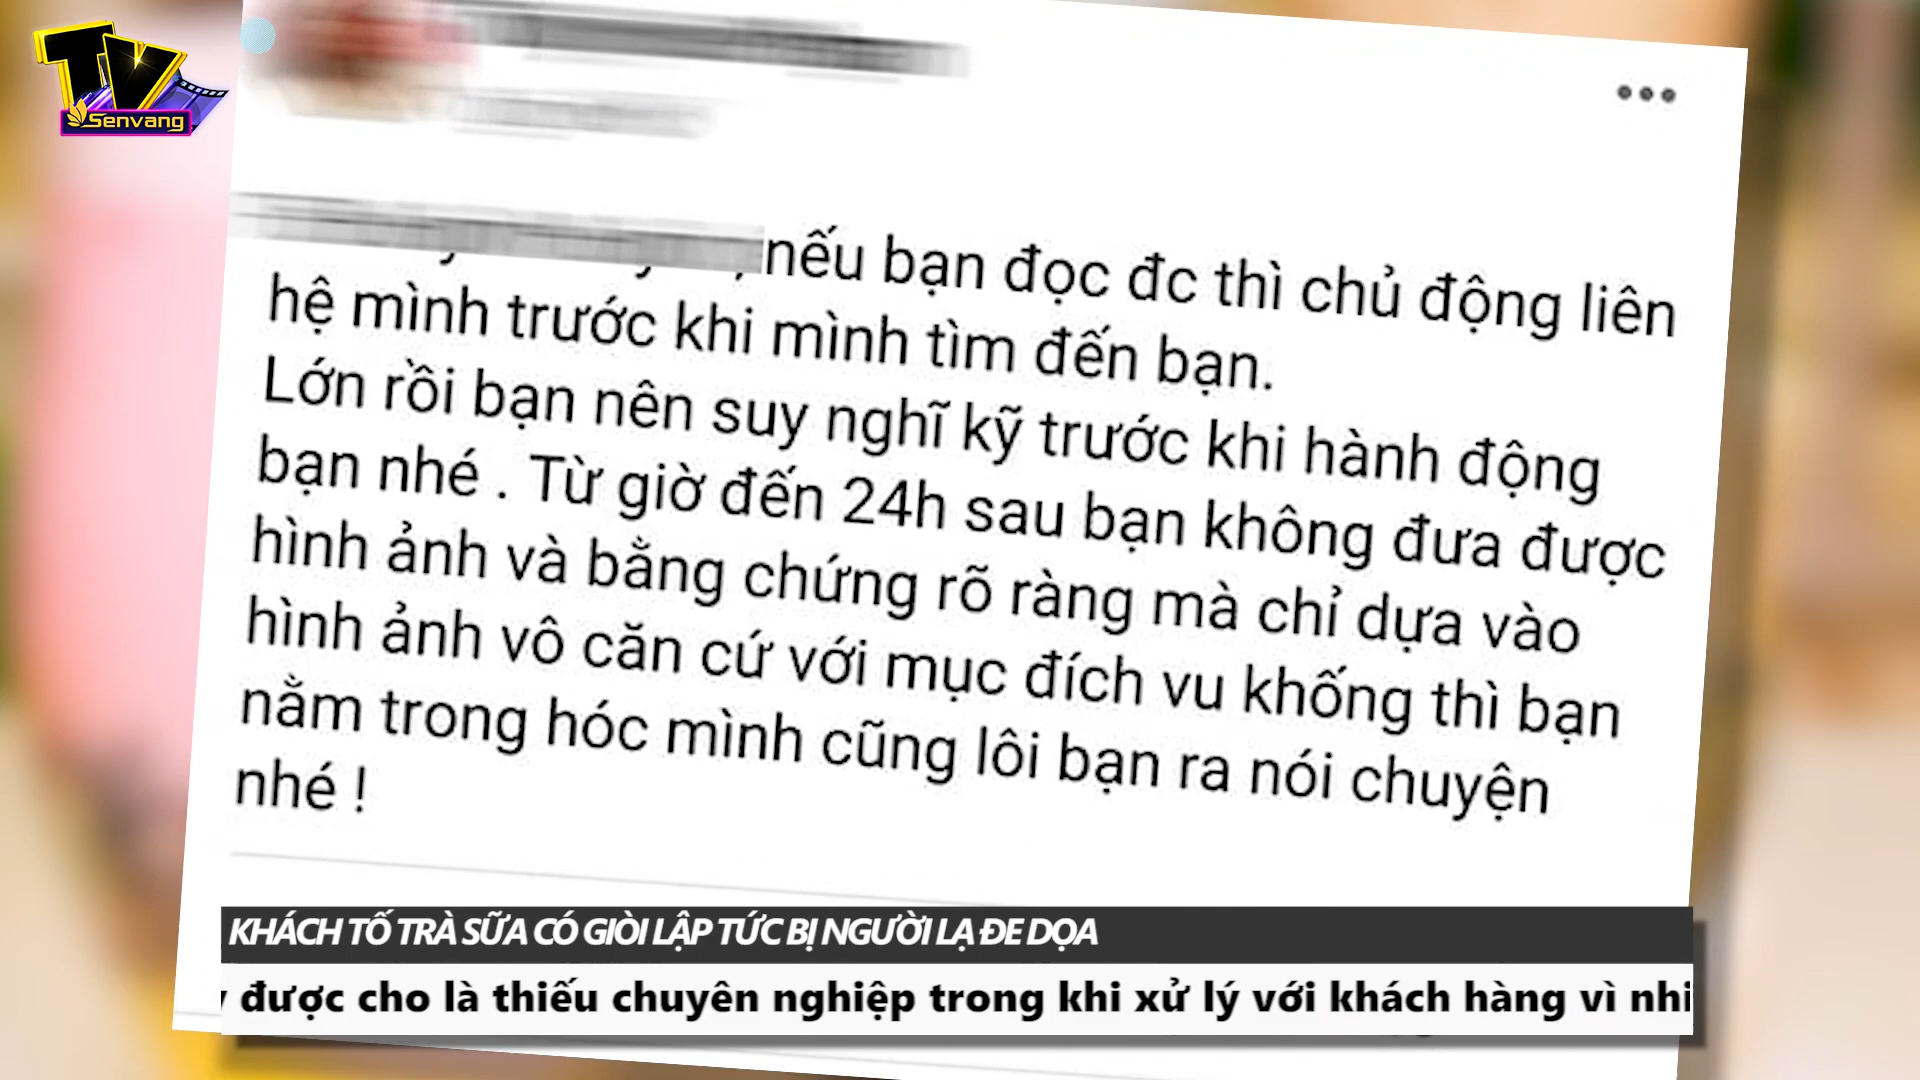 TV
Senvang
nếu bạn đọc đc thì chủ động liên
hệ mình trước khi mình tìm đến bạn.
Lớn rồi bạn nên suy nghĩ kỹ trước khi hành động
bạn nhé . Từ giờ đến 24h sau bạn không đưa được
hình ảnh và bằng chứng rõ ràng mà chỉ dựa vào
hình ảnh vô căn cứ với mục đích vu khống thì bạn
nằm trong hóc mình cũng lôi bạn ra nói chuyện
nhé !
KHÁCH TỐ TRÀ SỮA CÓ GIÒI LẬP TỨC BỊ NGƯỜI LẠ ĐE DỌA
được cho là thiếu chuyên nghiệp trong khi xử lý với khách hàng vì nhi